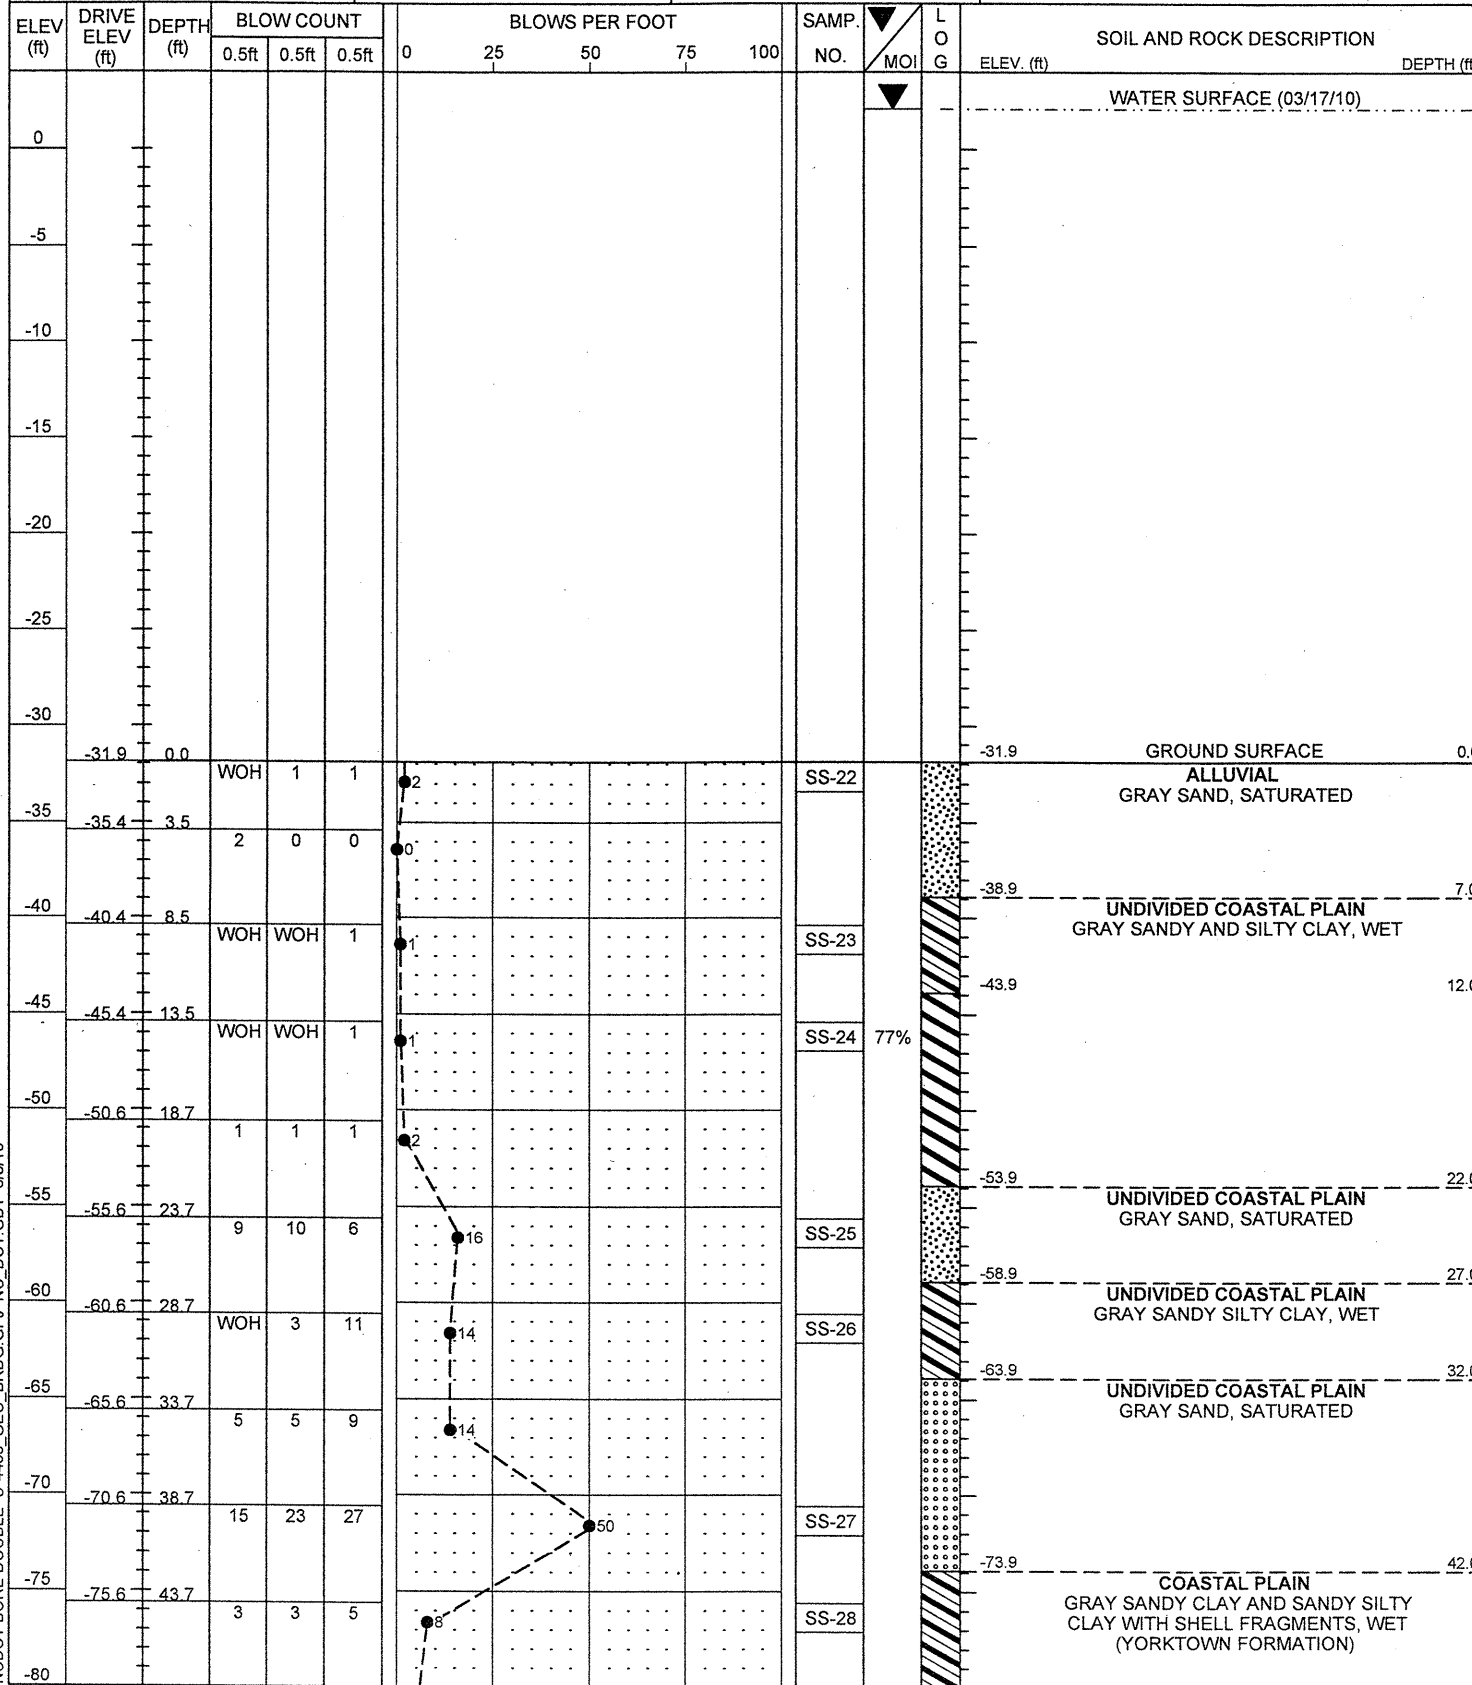 ELEV (ft) DRIVE ELEV (ft) DEPTH (ft) BLOW COUNT BLOWS PER FOOT SAMP. NO. MOI LOG SOIL AND ROCK DESCRIPTION
0.5ft 0.5ft 0.5ft 0 25 50 75 100 ELEV. (ft) DEPTH (ft
WATER SURFACE (03/17/10)
0
-5
-10
-15
-20
-25
-30
-31.9 0.0 -31.9 GROUND SURFACE 0.0
WOH 1 1 2 SS-22 ALLUVIAL
GRAY SAND, SATURATED
-35
-35.4 3.5
2 0 0 0
-38.9 7.0
-40
-40.4 8.5 UNDIVIDED COASTAL PLAIN
GRAY SANDY AND SILTY CLAY, WET
WOH WOH 1 1 SS-23
-43.9 12.0
-45
-45.4 13.5
WOH WOH 1 1 SS-24 77%
-50
-50.6 18.7
1 1 1 2
-53.9 22.0
-55
-55.6 23.7 UNDIVIDED COASTAL PLAIN
GRAY SAND, SATURATED
9 10 6 16 SS-25
-58.9 27.0
-60
-60.6 28.7 UNDIVIDED COASTAL PLAIN
GRAY SANDY SILTY CLAY, WET
WOH 3 11 14 SS-26
-63.9 32.0
-65
-65.6 33.7 UNDIVIDED COASTAL PLAIN
GRAY SAND, SATURATED
5 5 9 14
-70
-70.6 38.7
15 23 27 50 SS-27
-73.9 42.0
-75
-75.6 43.7 COASTAL PLAIN
GRAY SANDY CLAY AND SANDY SILTY
3 3 5 8 SS-28
CLAY WITH SHELL FRAGMENTS, WET
(YORKTOWN FORMATION)
-80